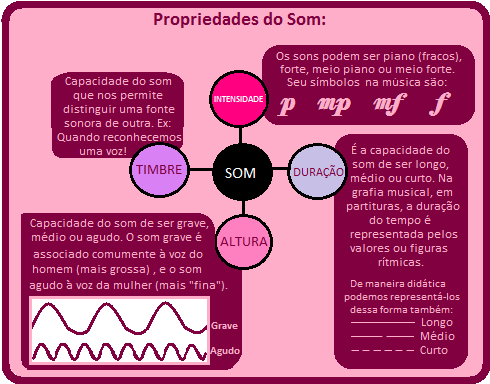 Propriedades do Som:
Os sons podem ser piano (fracos),
forte, meio piano ou meio forte.
Seu símbolos na música são:
p mp mf f
INTENSIDADE
Capacidade do som
que nos permite
distinguir uma fonte
sonora de outra. Ex:
Quando reconhecemos
uma voz!
TIMBRE
SOM
DURAÇÃO
É a capacidade do
som de ser longo,
médio ou curto. Na
grafia musical, em
partituras, a duração
do tempo é
representada pelos
valores ou figuras
rítmicas.
De maneira didática
podemos representá-los
dessa forma também:
Longo
Médio
Curto
ALTURA
Capacidade do som de ser grave,
médio ou agudo. O som grave é
associado comumente à voz do
homem (mais grossa) , e o som
agudo à voz da mulher (mais "fina").
Grave
Agudo